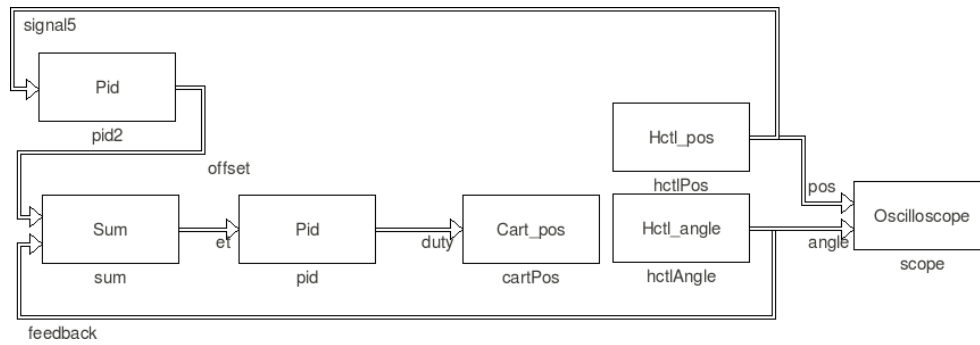 signal5
Pid
pid2
offset
Hctl_pos
hctlPos
pos
Sum
sum
et
Pid
pid
duty
Cart_pos
cartPos
Hctl_angle
hctlAngle
angle
Oscilloscope
scope
feedback